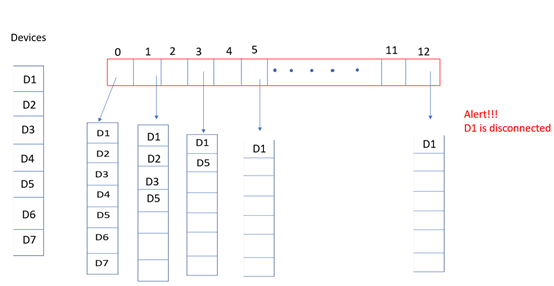 Devices
0 1 2 3 4 5 11 12
D1
D2
D3
D4
D5
D6
D7
D1
D2
D3
D4
D5
D6
D7
D1
D2
D3
D5
D1
D5
D1
D1
Alert!!!
D1 is disconnected